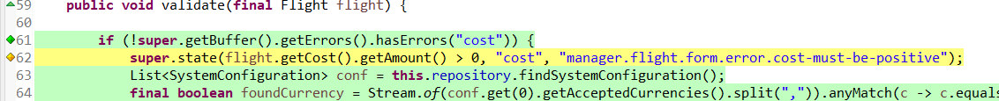 59 public void validate(final Flight flight) {
60
61 if (!super.getBuffer().getErrors().hasErrors("cost")) {
62 super.state(flight.getCost().getAmount() > 0, "cost", "manager.flight.form.error.cost-must-be-positive");
63 List<SystemConfiguration> conf = this.repository.findSystemConfiguration();
64 final boolean foundCurrency = Stream.of(conf.get(0).getAcceptedCurrencies().split(",")).anyMatch(c -> c.equals